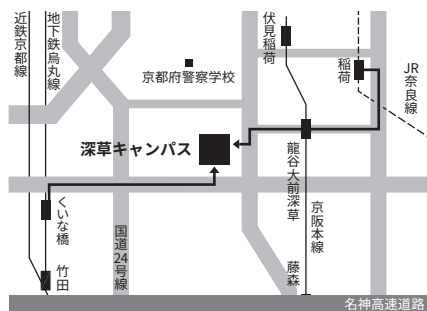 近鉄京都線
地下鉄烏丸線
伏見稲荷
稲荷
JR奈良線
京都府警察学校
深草キャンパス
龍谷大前深草
くいな橋
竹田
国道24号線
京阪本線
藤森
名神高速道路